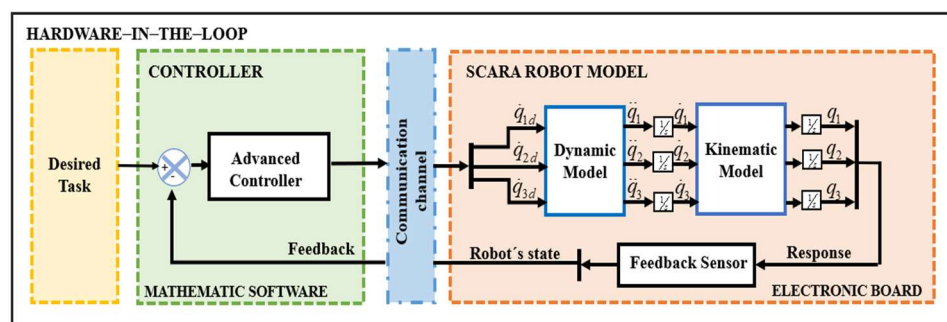 HARDWARE–IN–THE–LOOP
Desired
Task
CONTROLLER
+
-
Advanced
Controller
Feedback
MATHEMATIC SOFTWARE
Communication
channel
SCARA ROBOT MODEL
q̇1d
q̇2d
q̇3d
Dynamic
Model
q̈1
q̈2
q̈3
q̇1
q̇2
q̇3
Kinematic
Model
q1
q2
q3
Robot´s state
Feedback Sensor
Response
ELECTRONIC BOARD